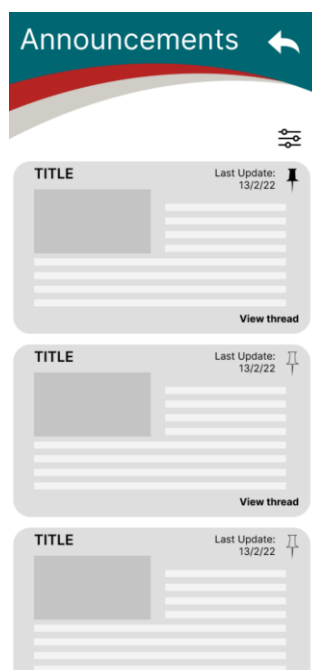 Announcements
TITLE
Last Update:
13/2/22
View thread
TITLE
Last Update:
13/2/22
View thread
TITLE
Last Update:
13/2/22